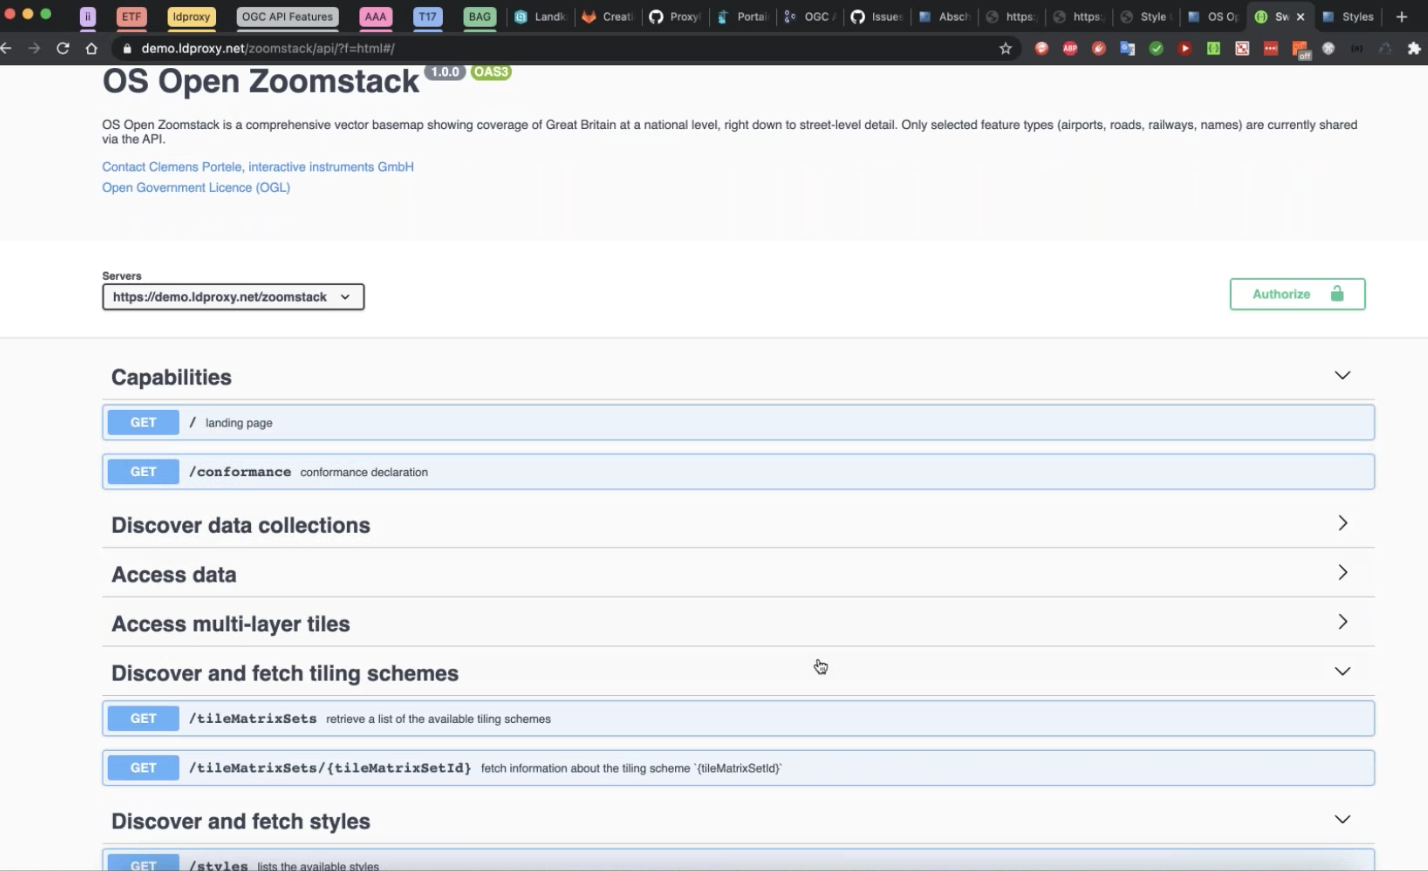 ii ETF ldproxy OGC API Features AAA T17 BAG Landk Creati Proxy Portal OGC A Issues Absch https: https: Style OS Op Sw Styles
demo.ldproxy.net/zoomstack/api/?f=html#/
ABP
off
OS Open Zoomstack 1.0.0 OAS3
OS Open Zoomstack is a comprehensive vector basemap showing coverage of Great Britain at a national level, right down to street-level detail. Only selected feature types (airports, roads, railways, names) are currently shared
via the API.
Contact Clemens Portele, interactive instruments GmbH
Open Government Licence (OGL)
Servers
https://demo.ldproxy.net/zoomstack
Authorize
Capabilities
GET / landing page
GET /conformance conformance declaration
Discover data collections
Access data
Access multi-layer tiles
Discover and fetch tiling schemes
GET /tileMatrixSets retrieve a list of the available tiling schemes
GET /tileMatrixSets/{tileMatrixSetId} fetch information about the tiling scheme `{tileMatrixSetId}`
Discover and fetch styles
GET /styles lists the available styles